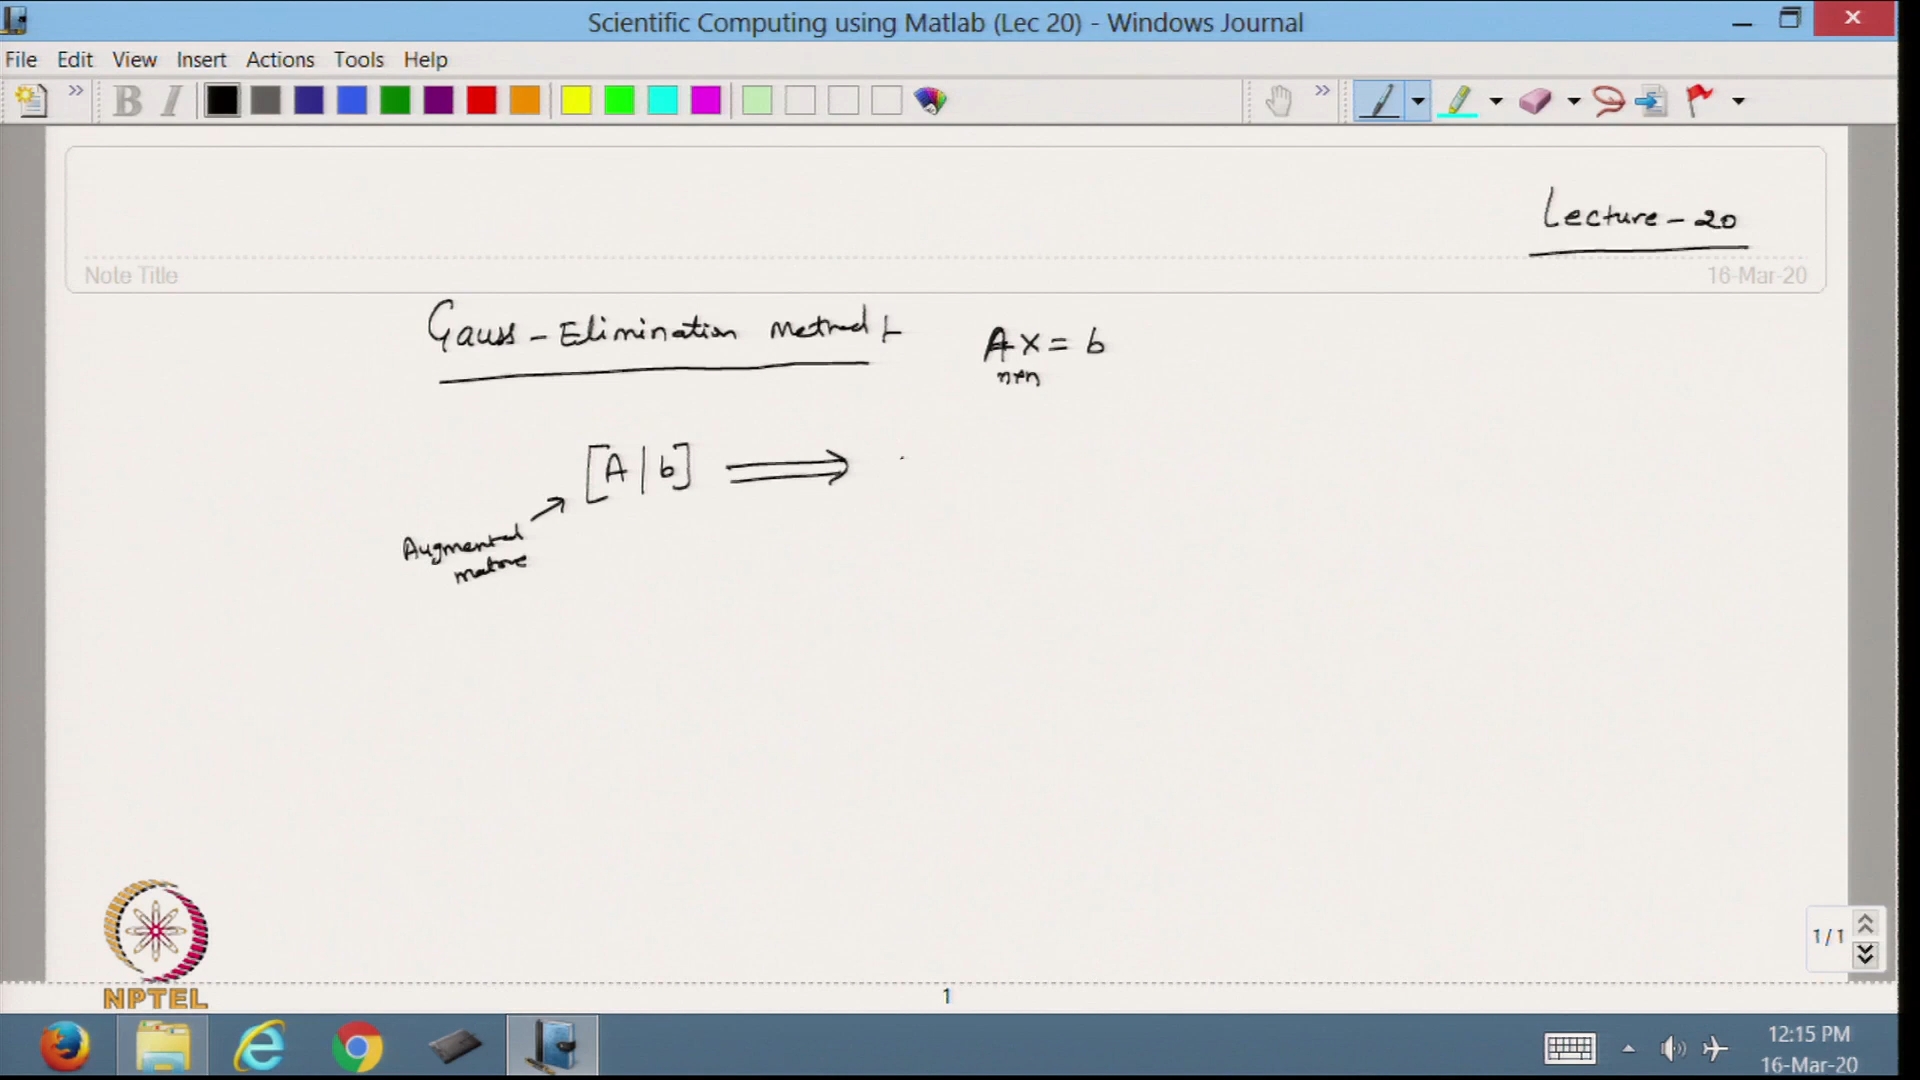 Scientific Computing using Matlab (Lec 20) - Windows Journal
File Edit View Insert Actions Tools Help
B I
Lecture - 20
Note Title
16-Mar-20
Gauss - Elimination Method
AX = b
n×n
[A | b] ⟹
Augmented
1 / 1
NPTEL
1
12:15 PM
16-Mar-20